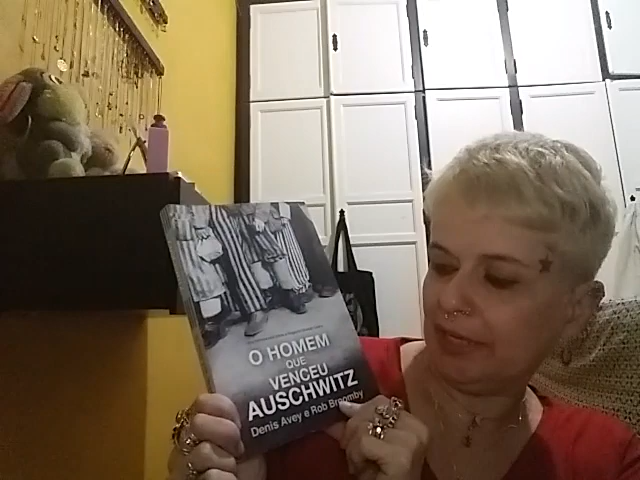 O HOMEM
QUE
VENCEU
AUSCHWITZ
Denis Avey e Rob Broomby